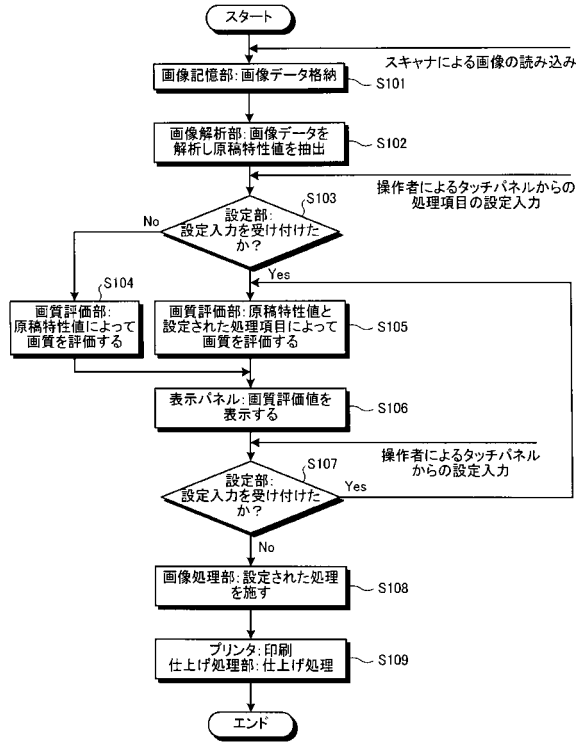 スタート
スキャナによる画像の読み込み
画像記憶部:画像データ格納
S101
画像解析部:画像データを
解析し原稿特性値を抽出
S102
操作者によるタッチパネルからの
処理項目の設定入力
S103
設定部:
設定入力を受け付けた
か?
No
Yes
S104
画質評価部:
原稿特性値によって
画質を評価する
画質評価部:原稿特性値と
設定された処理項目によって
画質を評価する
S105
表示パネル:画質評価値を
表示する
S106
操作者によるタッチパネル
からの設定入力
S107
設定部:
設定入力を受け付けた
か?
Yes
No
画像処理部:設定された処理
を施す
S108
プリンタ:印刷
仕上げ処理部:仕上げ処理
S109
エンド